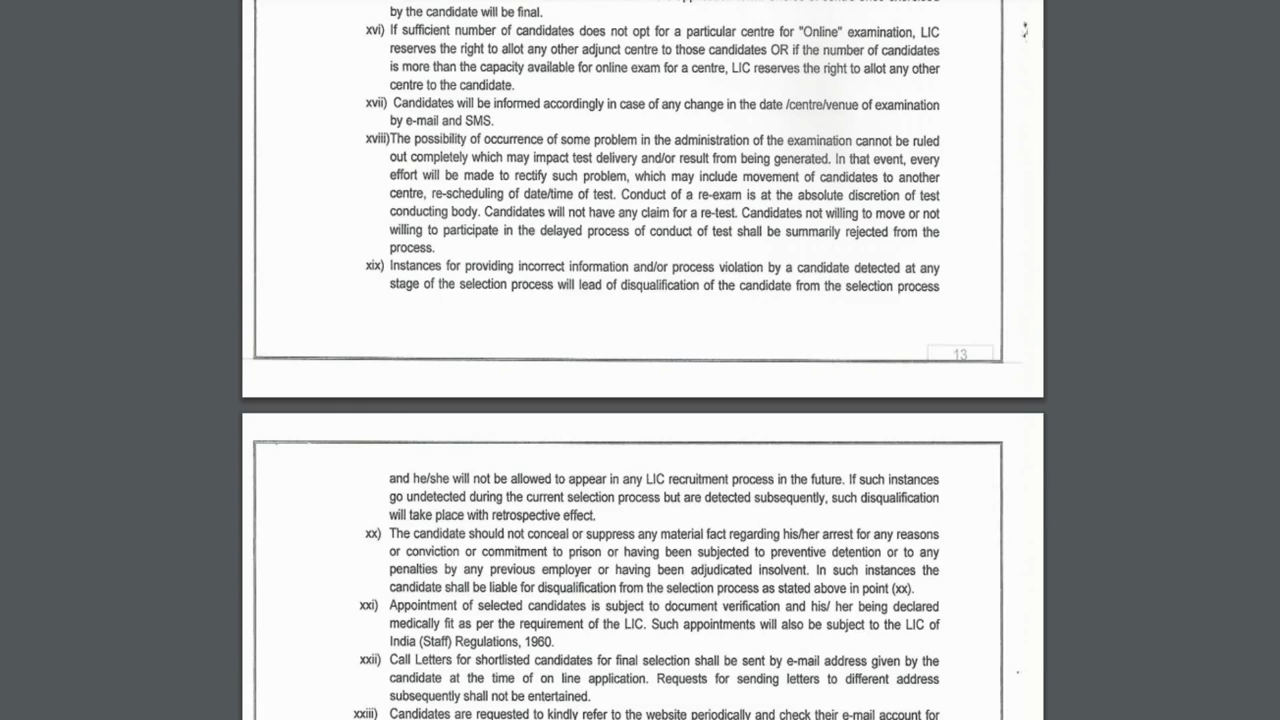 by the candidate will be final.
xvi) If sufficient number of candidates does not opt for a particular centre for "Online" examination, LIC
reserves the right to allot any other adjunct centre to those candidates OR if the number of candidates
is more than the capacity available for online exam for a centre, LIC reserves the right to allot any other
centre to the candidate.
xvii) Candidates will be informed accordingly in case of any change in the date /centre/venue of examination
by e-mail and SMS.
xviii)The possibility of occurrence of some problem in the administration of the examination cannot be ruled
out completely which may impact test delivery and/or result from being generated. In that event, every
effort will be made to rectify such problem, which may include movement of candidates to another
centre, re-scheduling of date/time of test. Conduct of a re-exam is at the absolute discretion of test
conducting body. Candidates will not have any claim for a re-test. Candidates not willing to move or not
willing to participate in the delayed process of conduct of test shall be summarily rejected from the
process.
xix) Instances for providing incorrect information and/or process violation by a candidate detected at any
stage of the selection process will lead of disqualification of the candidate from the selection process
13
and he/she will not be allowed to appear in any LIC recruitment process in the future. If such instances
go undetected during the current selection process but are detected subsequently, such disqualification
will take place with retrospective effect.
xx) The candidate should not conceal or suppress any material fact regarding his/her arrest for any reasons
or conviction or commitment to prison or having been subjected to preventive detention or to any
penalties by any previous employer or having been adjudicated insolvent. In such instances the
candidate shall be liable for disqualification from the selection process as stated above in point (xx).
xxi) Appointment of selected candidates is subject to document verification and his/ her being declared
medically fit as per the requirement of the LIC. Such appointments will also be subject to the LIC of
India (Staff) Regulations, 1960.
xxii) Call Letters for shortlisted candidates for final selection shall be sent by e-mail address given by the
candidate at the time of on line application. Requests for sending letters to different address
subsequently shall not be entertained.
xxiii) Candidates are requested to kindly refer to the website periodically and check their e-mail account for